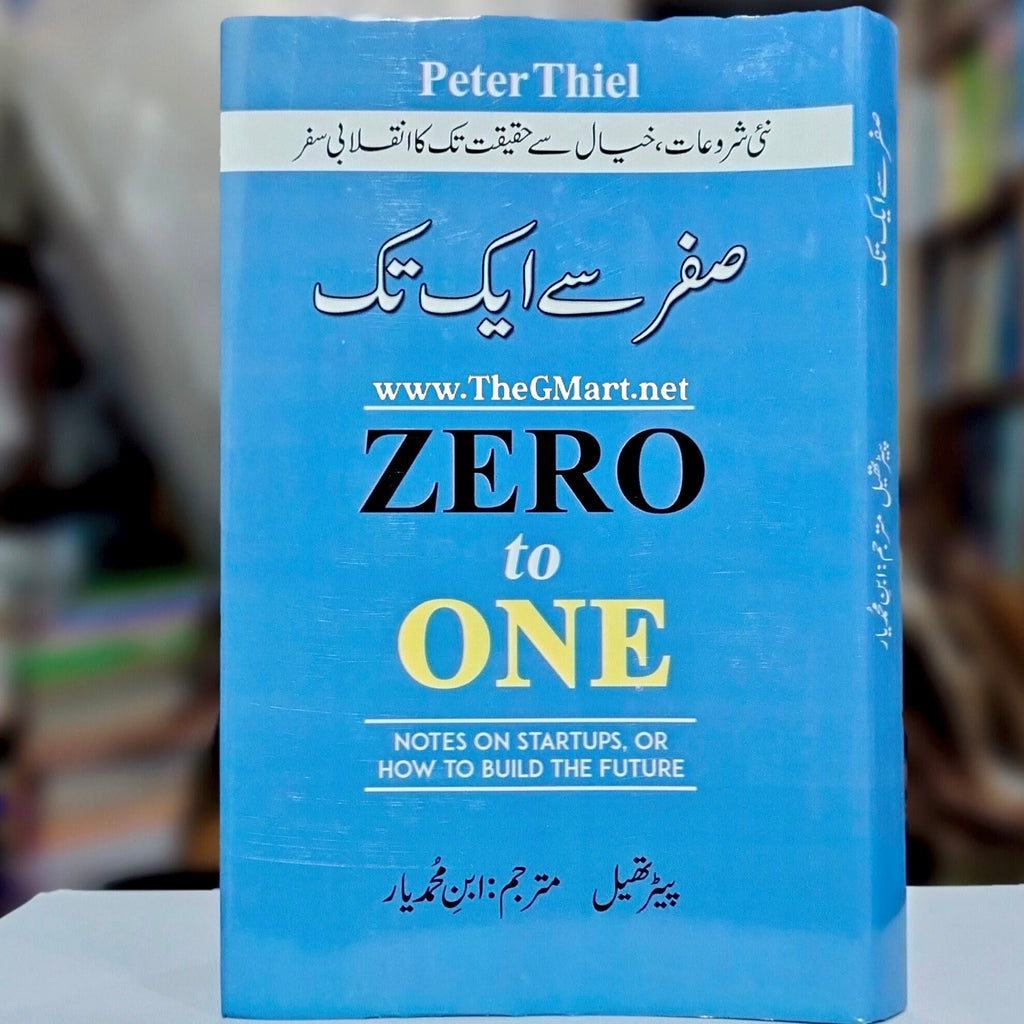 Peter Thiel
نئی شروعات، خیال سے حقیقت تک کا انقلابی سفر
صفر سے ایک تک
www.TheGMart.net
ZERO
to
ONE
NOTES ON STARTUPS, OR
HOW TO BUILD THE FUTURE
پیٹر تھیل مترجم: ابنِ محمد یار
صفر سے ایک تک
پیٹر تھیل مترجم: ابن محمد یار